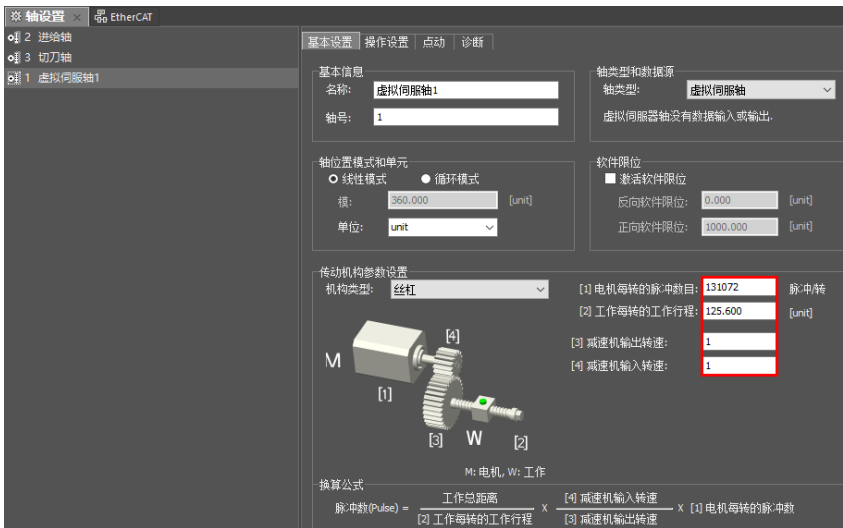 轴设置 × EtherCAT
2 进给轴
3 切刀轴
1 虚拟伺服轴1
基本设置 操作设置 点动 诊断
基本信息
名称: 虚拟伺服轴1
轴号: 1
轴类型和数据源
轴类型: 虚拟伺服轴
虚拟伺服器轴没有数据输入或输出.
轴位置模式和单元
线性模式 循环模式
模: 360.000 [unit]
单位: unit
软件限位
激活软件限位
反向软件限位: 0.000 [unit]
正向软件限位: 1000.000 [unit]
传动机构参数设置
机构类型: 丝杠
[1] 电机每转的脉冲数目: 131072 脉冲/转
[2] 工作每转的工作行程: 125.600 [unit]
[3] 减速机输出转速: 1
[4] 减速机输入转速: 1
[4]
M
[1]
[3] W [2]
M: 电机, W: 工作
换算公式
脉冲数(Pulse) = 工作总距离 / [2] 工作每转的工作行程 X [4] 减速机输入转速 / [3] 减速机输出转速 X [1] 电机每转的脉冲数